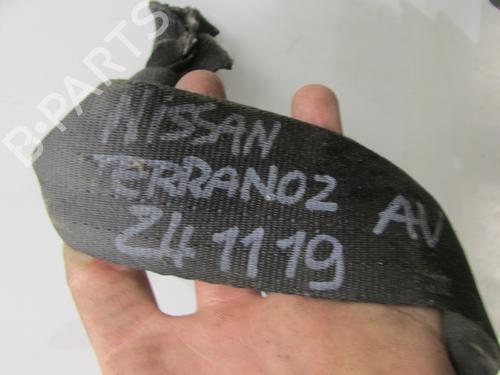 B-PARTS
NISSAN
TERRANO2 AV
241119